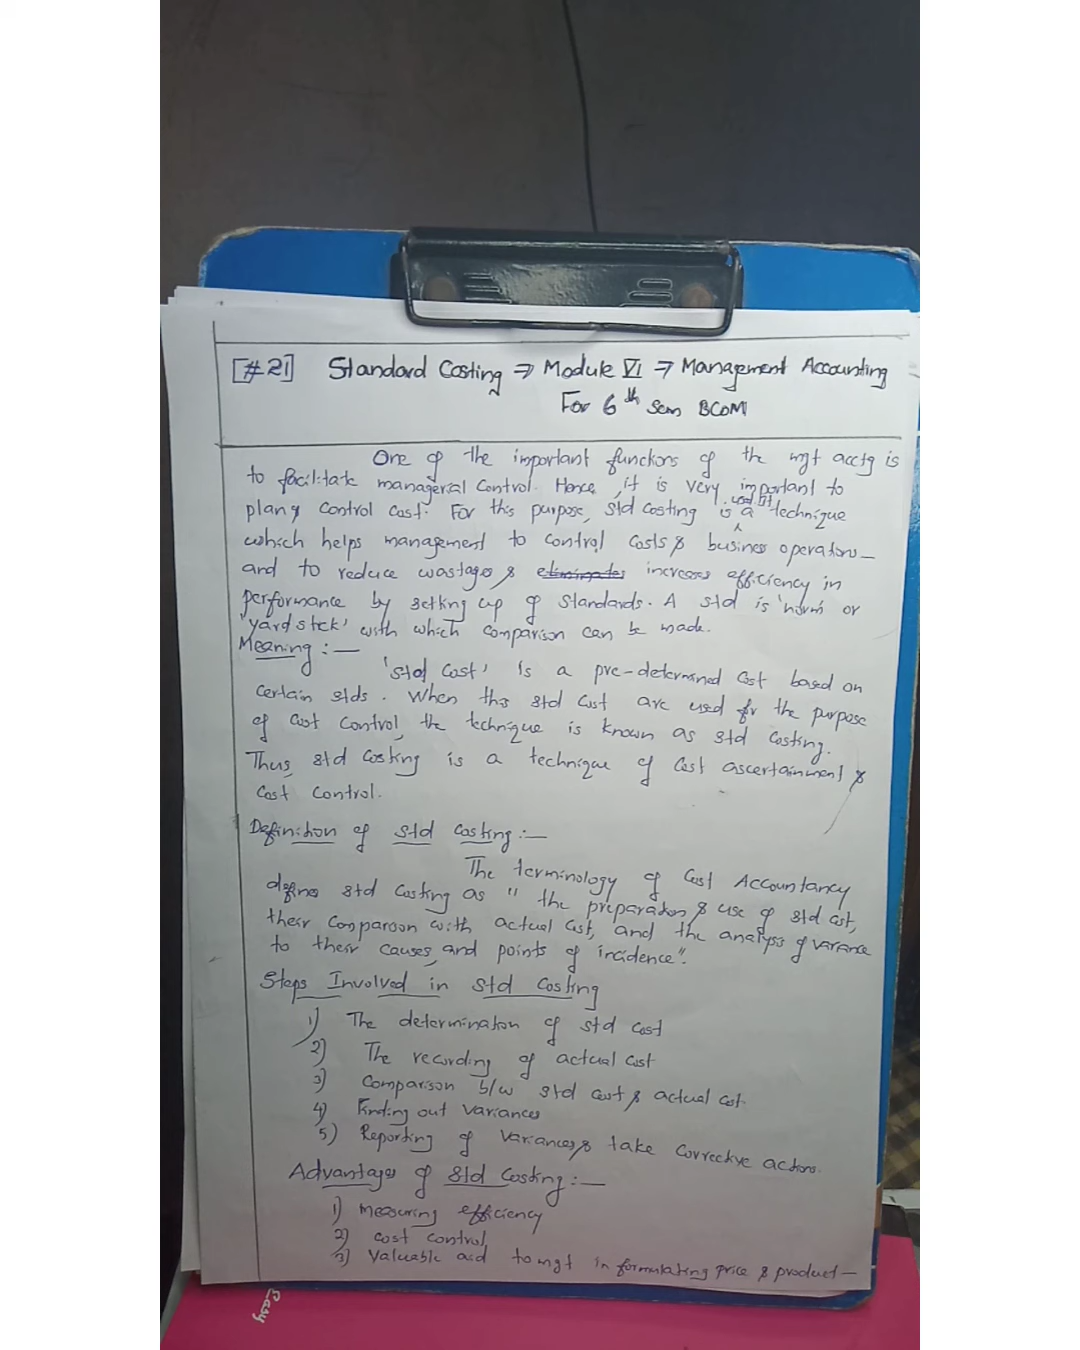 [#21] Standard Costing ⇒ Module VI ⇒ Management Accounting
For 6th Sem BCOM
One of the important functions of the mgt acctg is
to facilitate managerial control. Hence, it is very important to
plan & control cost. For this purpose, std costing is a technique
which helps management to control costs & business operations
and to reduce wastages & eliminates increases efficiency in
performance by setting up of standards. A std is 'norm' or
'yard stick' with which comparison can be made.
Meaning :—
'std cost' is a pre-determined cost based on
certain stds. When this std cost are used for the purpose
of cost control, the technique is known as std costing.
Thus, std costing is a technique of cost ascertainment &
cost control.
Definition of std costing :—
The terminology of Cost Accountancy
defines std costing as " the preparation & use of std cost,
their comparison with actual cost, and the analysis of variance
to their causes, and points of incidence".
Steps Involved in std costing
1) The determination of std cost
2) The recording of actual cost
3) Comparison b/w std cost & actual cost.
4) Finding out variances
5) Reporting of variances & take corrective actions.
Advantages of std costing :—
1) Measuring efficiency
2) cost control
3) Valuable aid to mgt in formulating price & product —
Easy